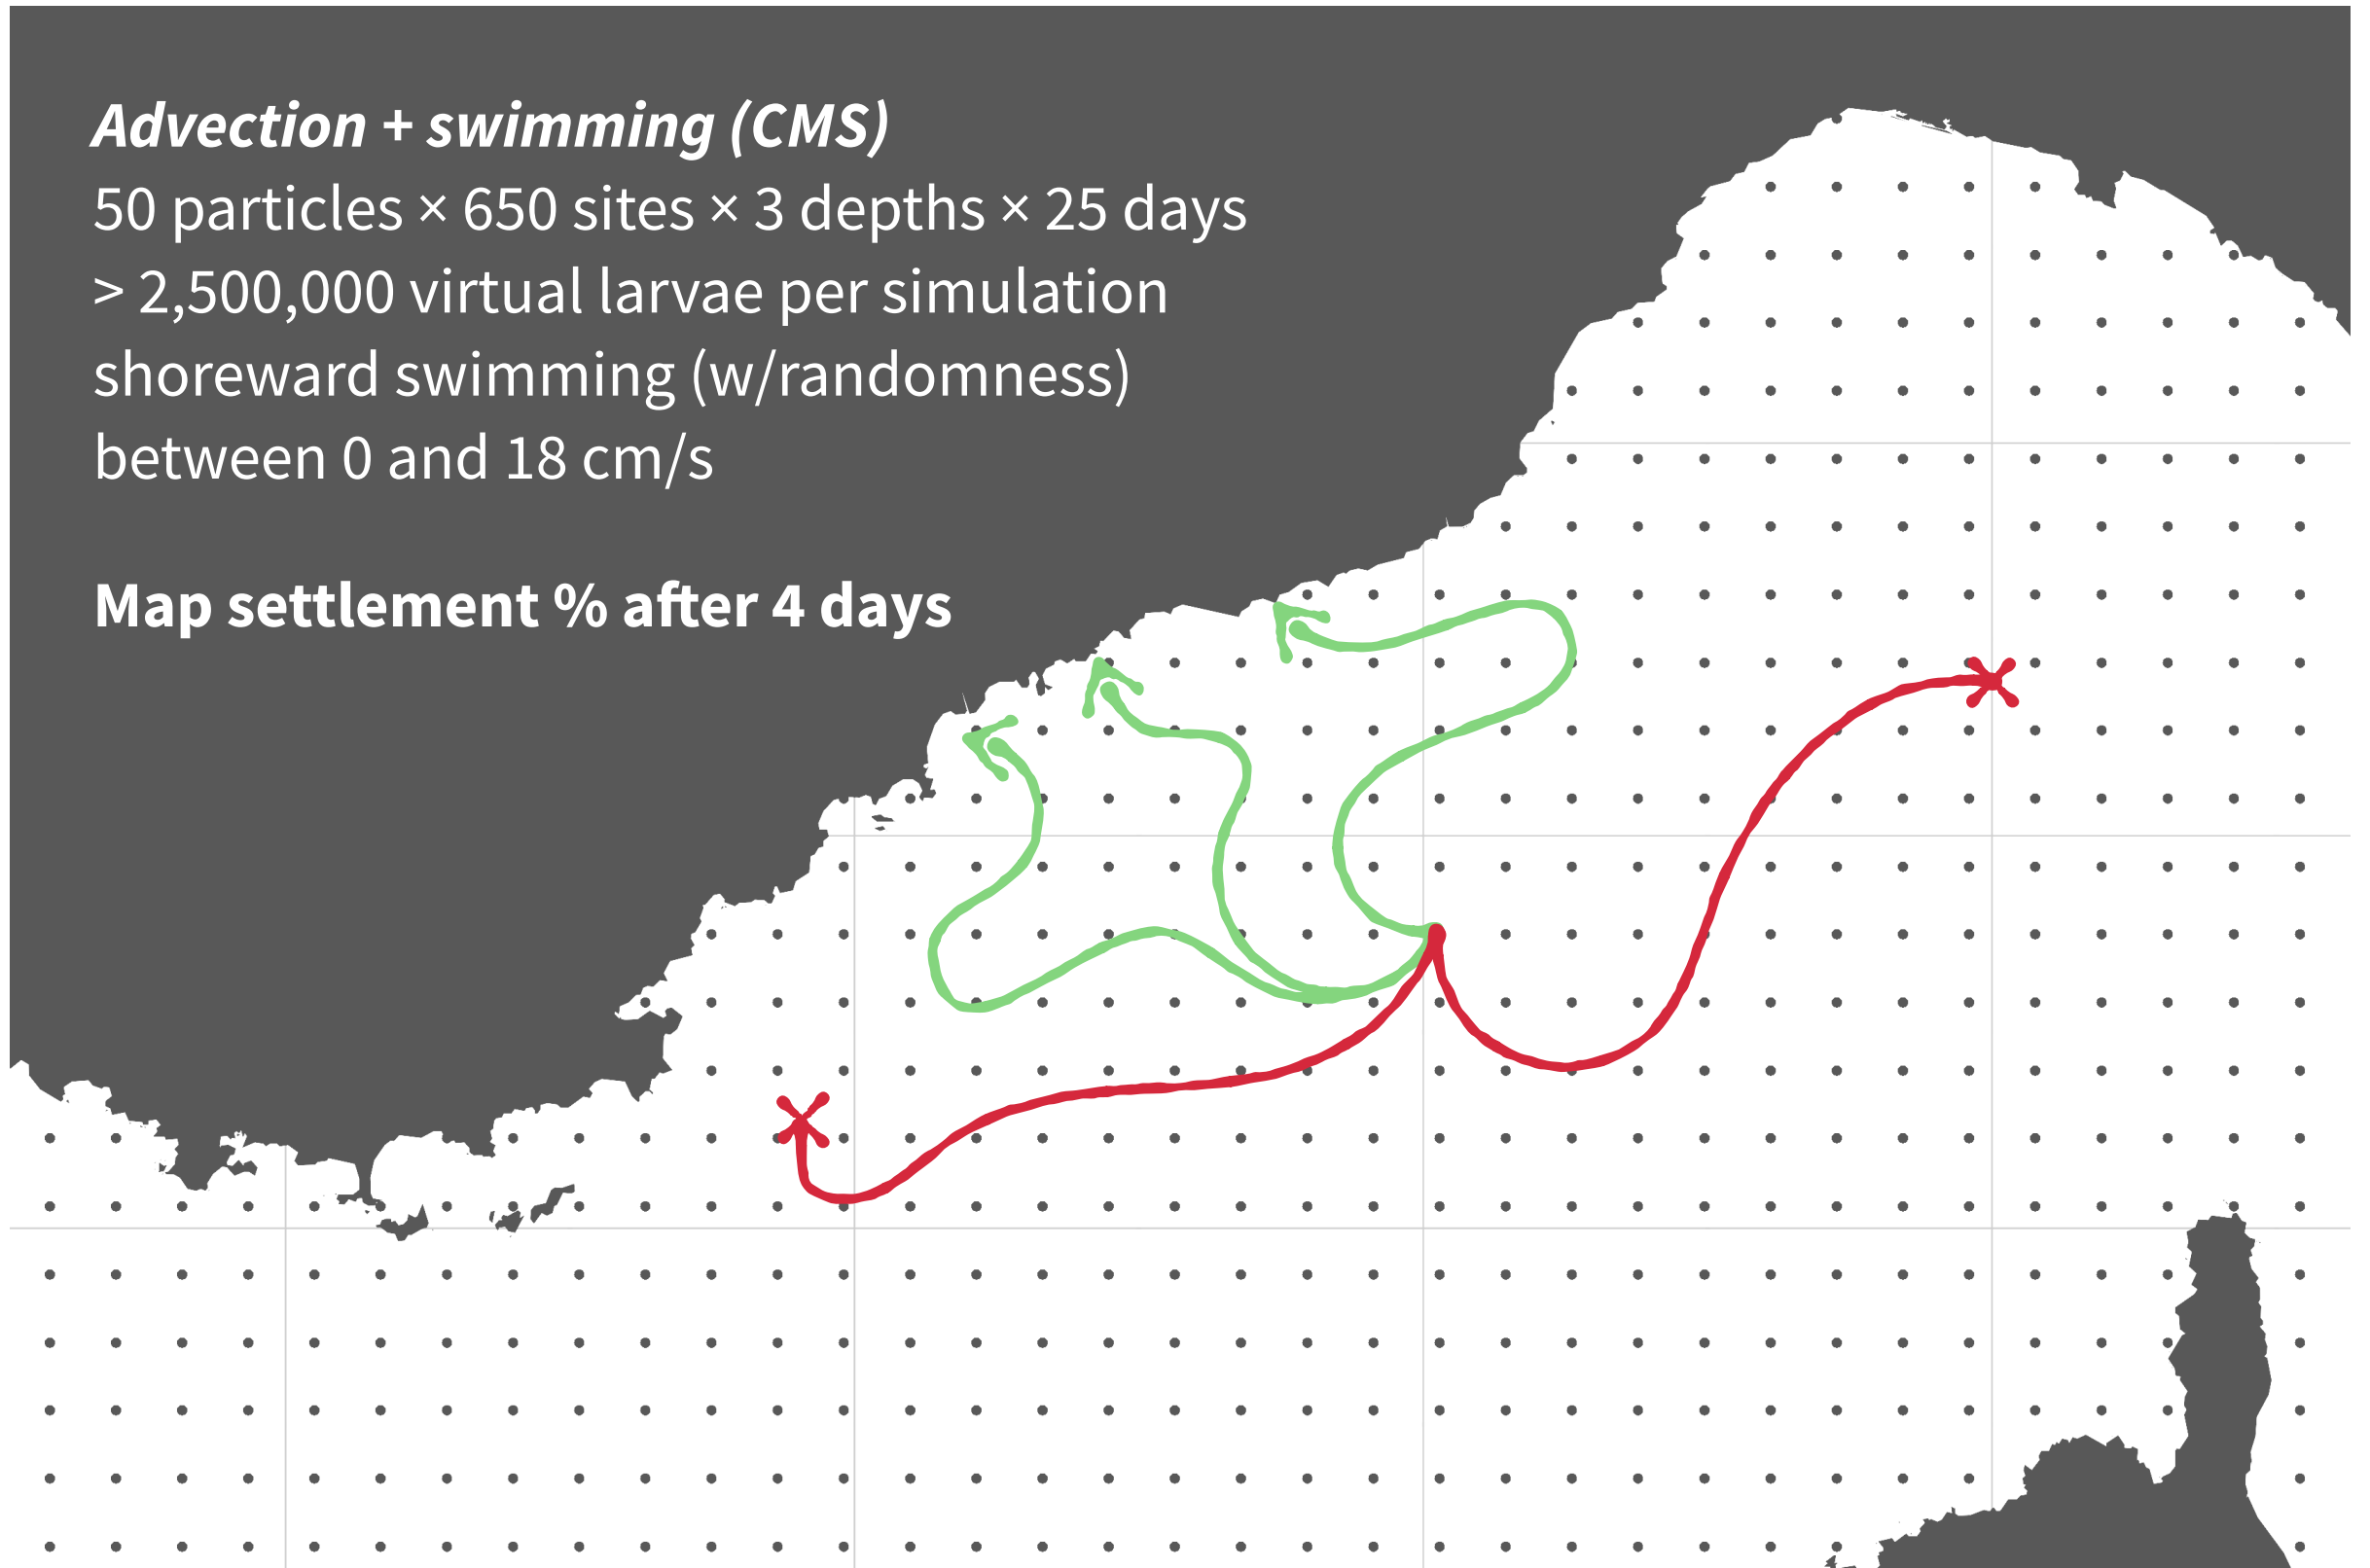 Advection + swimming (CMS)
50 particles × 650 sites × 3 depths × 25 days
> 2,500,000 virtual larvae per simulation
shoreward swimming (w/randomness)
between 0 and 18 cm/s
Map settlement % after 4 days